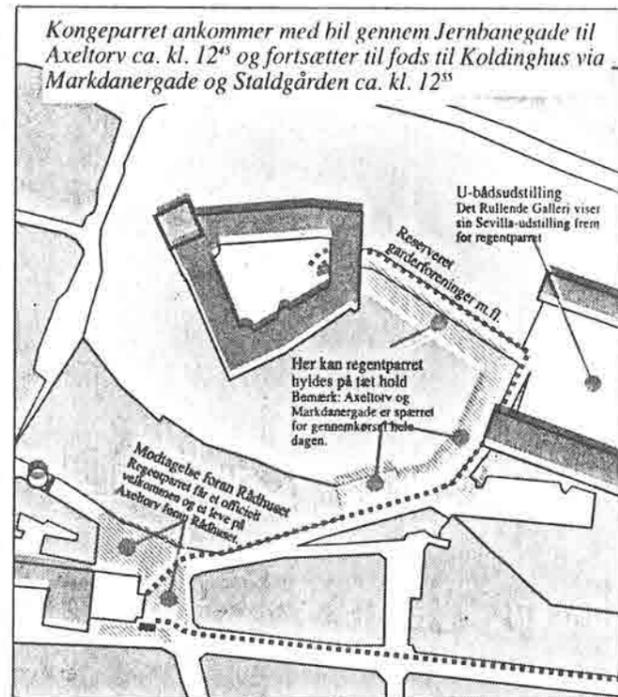 Kongeparret ankommer med bil gennem Jernbanegade til
Axeltorv ca. kl. 12⁴⁵ og fortsætter til fods til Koldinghus via
Markdanergade og Staldgården ca. kl. 12⁵⁵
U-bådsudstilling
Det Rullende Galleri viser
sin Sevilla-udstilling frem
for regentparret
Reserveret
garderforeninger m.fl.
Her kan regentparret
hyldes på tæt hold
Bemærk: Axeltorv og
Markdanergade er spærret
for gennemkørsel hele
dagen.
Modtagelse foran Rådhuset
Regentparret får et officielt
velkommen og et leve på
Axeltorv foran Rådhuset.